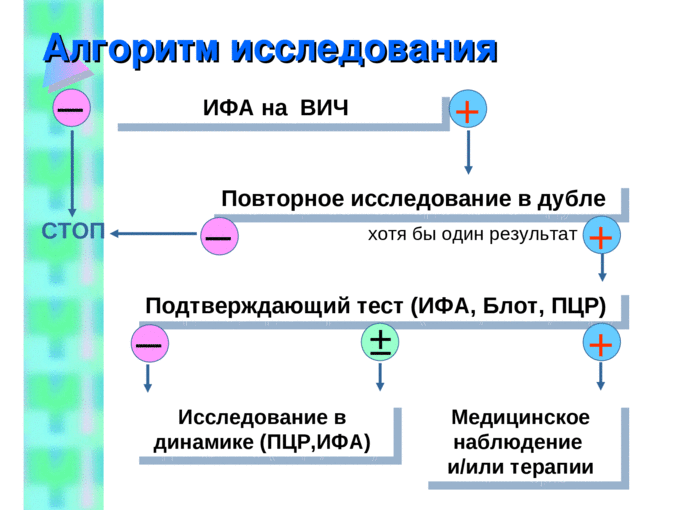 Алгоритм исследования
– ИФА на ВИЧ +
Повторное исследование в дубле
СТОП – хотя бы один результат +
Подтверждающий тест (ИФА, Блот, ПЦР)
– ± +
Исследование в
динамике (ПЦР,ИФА)
Медицинское
наблюдение
и/или терапии